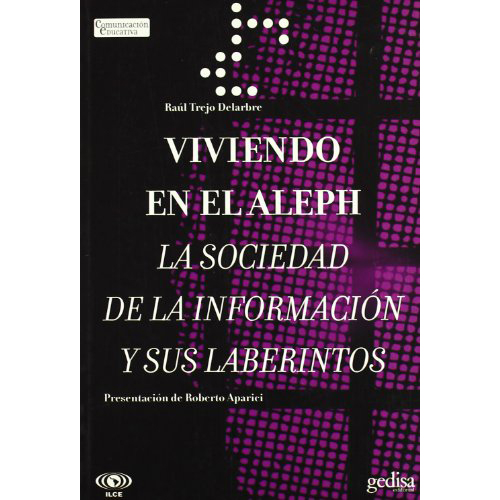 Comunicación
Educativa
Raúl Trejo Delarbre
VIVIENDO
EN EL ALEPH
LA SOCIEDAD
DE LA INFORMACIÓN
Y SUS LABERINTOS
Presentación de Roberto Aparici
ILCE
gedisa
editorial